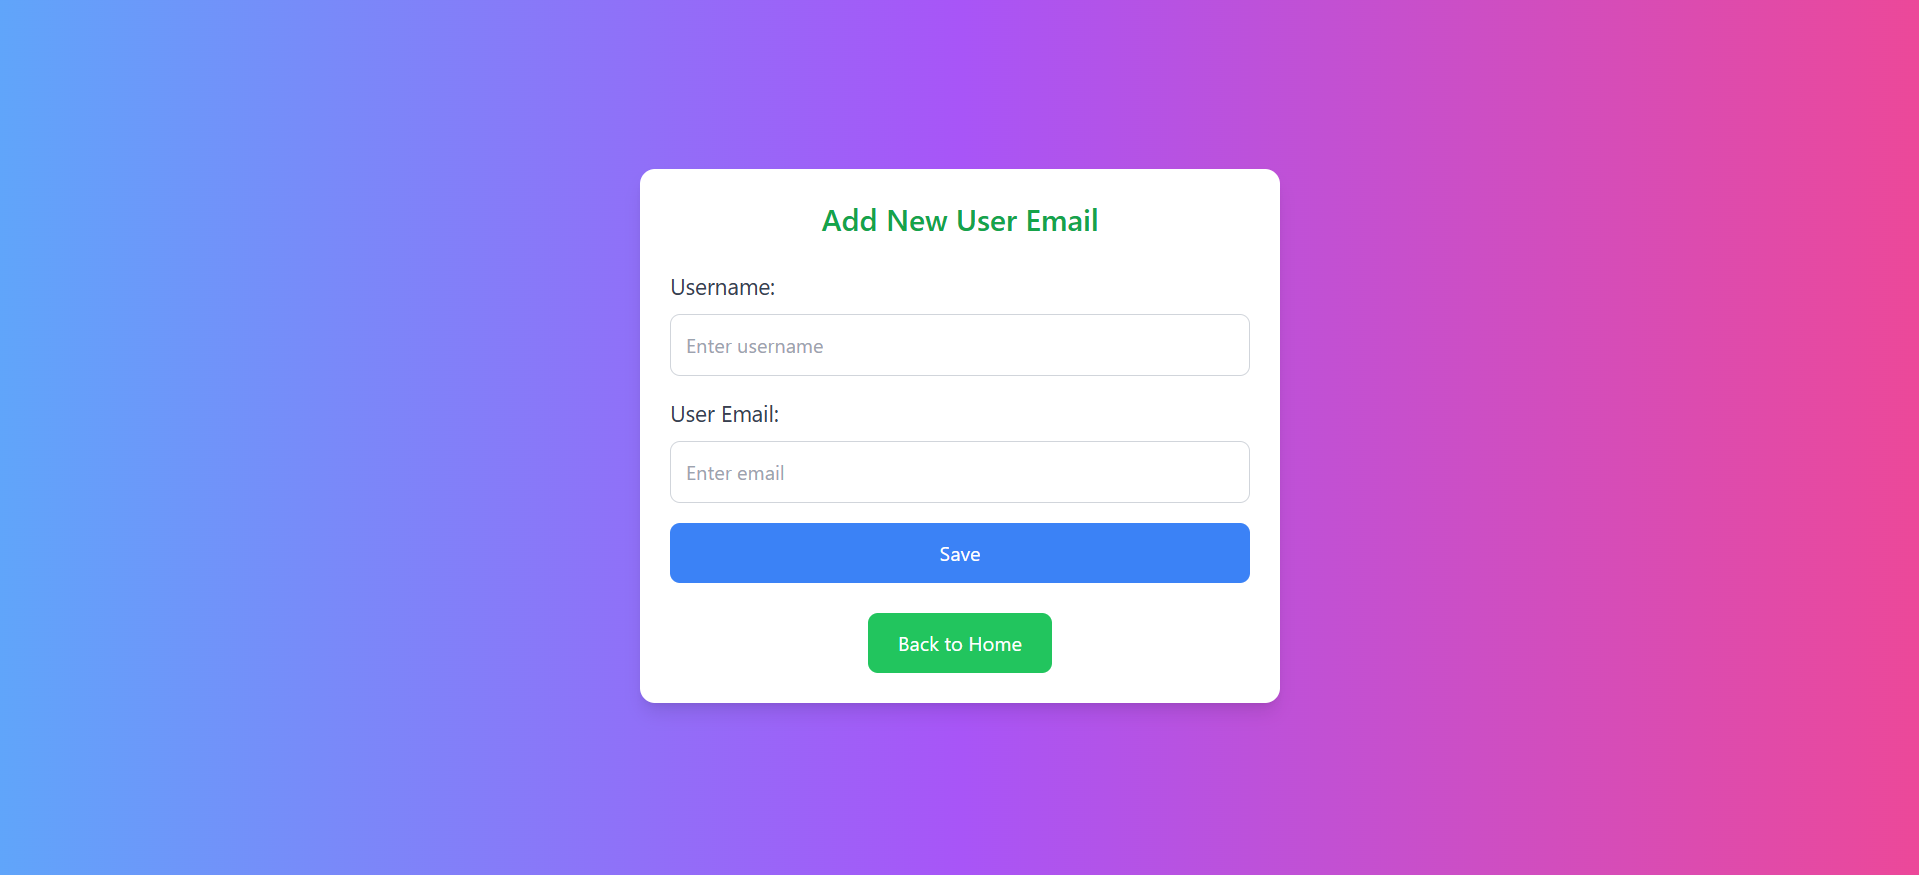 Add New User Email
Username:
Enter username
User Email:
Enter email
Save
Back to Home